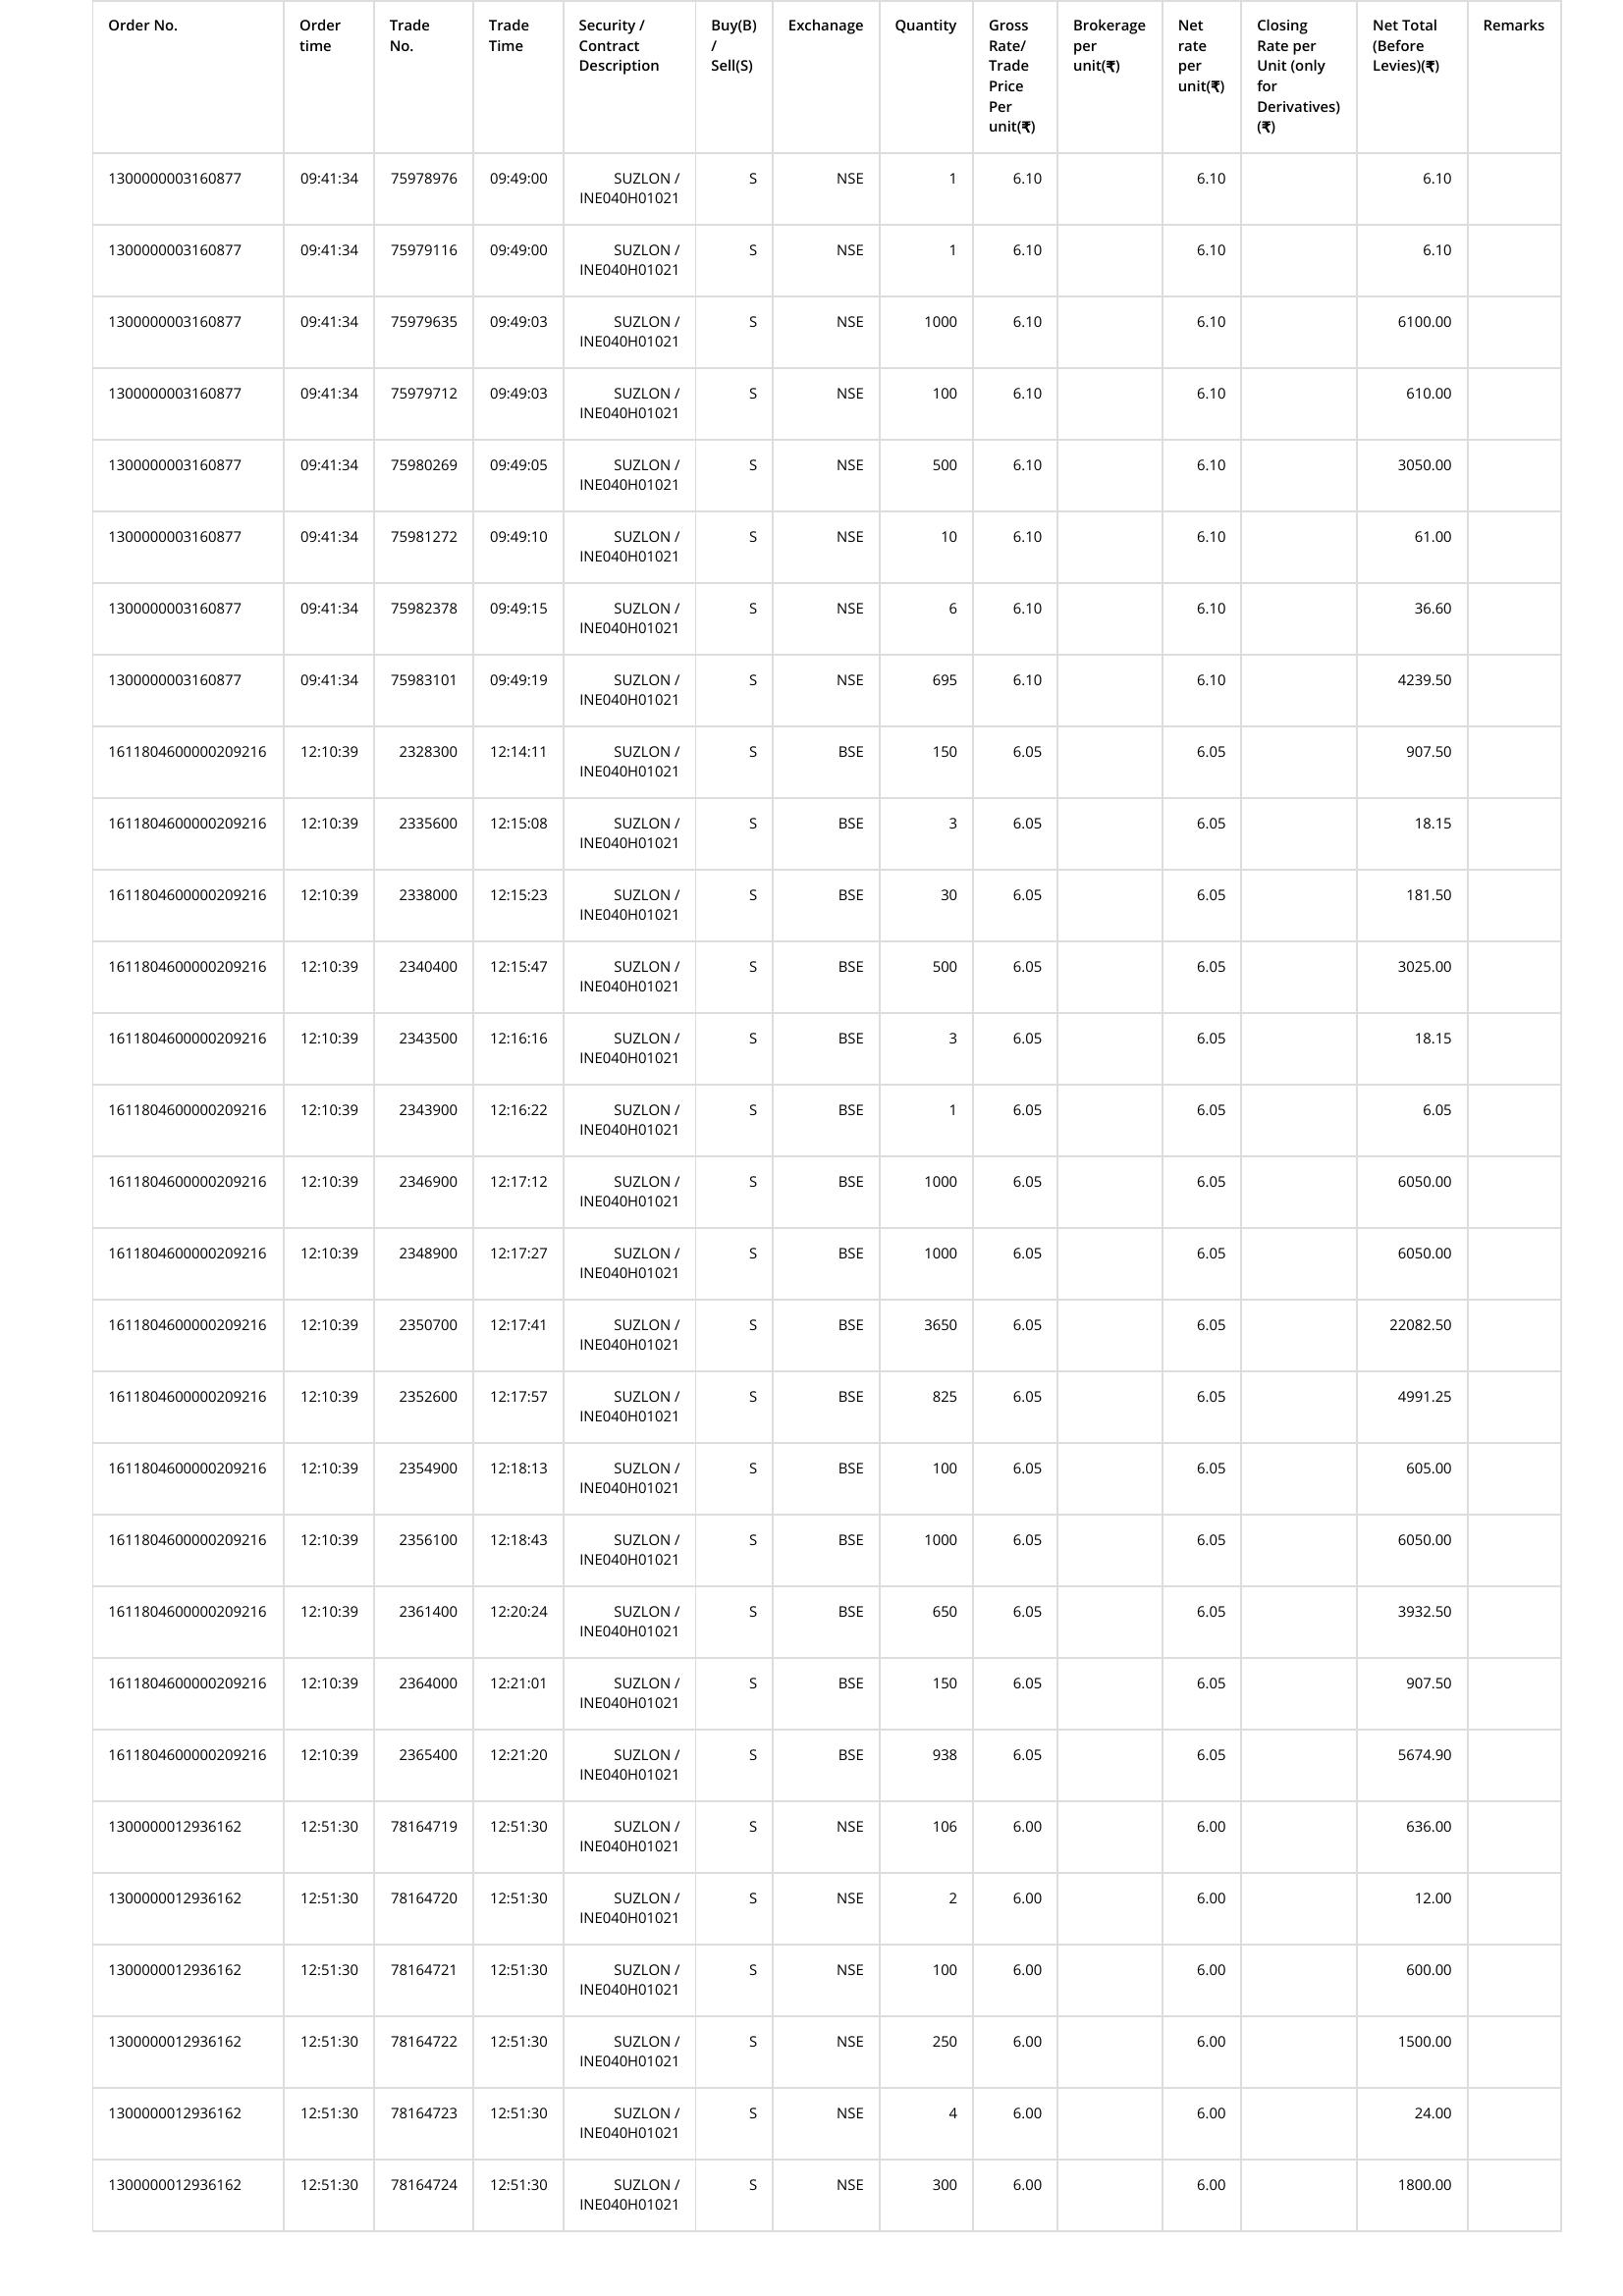 Order No. Order time Trade No. Trade Time Security / Contract Description Buy(B) / Sell(S) Exchanage Quantity Gross Rate/ Trade Price Per unit(₹) Brokerage per unit(₹) Net rate per unit(₹) Closing Rate per Unit (only for Derivatives) (₹) Net Total (Before Levies)(₹) Remarks
1300000003160877 09:41:34 75978976 09:49:00 SUZLON / INE040H01021 S NSE 1 6.10 6.10 6.10
1300000003160877 09:41:34 75979116 09:49:00 SUZLON / INE040H01021 S NSE 1 6.10 6.10 6.10
1300000003160877 09:41:34 75979635 09:49:03 SUZLON / INE040H01021 S NSE 1000 6.10 6.10 6100.00
1300000003160877 09:41:34 75979712 09:49:03 SUZLON / INE040H01021 S NSE 100 6.10 6.10 610.00
1300000003160877 09:41:34 75980269 09:49:05 SUZLON / INE040H01021 S NSE 500 6.10 6.10 3050.00
1300000003160877 09:41:34 75981272 09:49:10 SUZLON / INE040H01021 S NSE 10 6.10 6.10 61.00
1300000003160877 09:41:34 75982378 09:49:15 SUZLON / INE040H01021 S NSE 6 6.10 6.10 36.60
1300000003160877 09:41:34 75983101 09:49:19 SUZLON / INE040H01021 S NSE 695 6.10 6.10 4239.50
1611804600000209216 12:10:39 2328300 12:14:11 SUZLON / INE040H01021 S BSE 150 6.05 6.05 907.50
1611804600000209216 12:10:39 2335600 12:15:08 SUZLON / INE040H01021 S BSE 3 6.05 6.05 18.15
1611804600000209216 12:10:39 2338000 12:15:23 SUZLON / INE040H01021 S BSE 30 6.05 6.05 181.50
1611804600000209216 12:10:39 2340400 12:15:47 SUZLON / INE040H01021 S BSE 500 6.05 6.05 3025.00
1611804600000209216 12:10:39 2343500 12:16:16 SUZLON / INE040H01021 S BSE 3 6.05 6.05 18.15
1611804600000209216 12:10:39 2343900 12:16:22 SUZLON / INE040H01021 S BSE 1 6.05 6.05 6.05
1611804600000209216 12:10:39 2346900 12:17:12 SUZLON / INE040H01021 S BSE 1000 6.05 6.05 6050.00
1611804600000209216 12:10:39 2348900 12:17:27 SUZLON / INE040H01021 S BSE 1000 6.05 6.05 6050.00
1611804600000209216 12:10:39 2350700 12:17:41 SUZLON / INE040H01021 S BSE 3650 6.05 6.05 22082.50
1611804600000209216 12:10:39 2352600 12:17:57 SUZLON / INE040H01021 S BSE 825 6.05 6.05 4991.25
1611804600000209216 12:10:39 2354900 12:18:13 SUZLON / INE040H01021 S BSE 100 6.05 6.05 605.00
1611804600000209216 12:10:39 2356100 12:18:43 SUZLON / INE040H01021 S BSE 1000 6.05 6.05 6050.00
1611804600000209216 12:10:39 2361400 12:20:24 SUZLON / INE040H01021 S BSE 650 6.05 6.05 3932.50
1611804600000209216 12:10:39 2364000 12:21:01 SUZLON / INE040H01021 S BSE 150 6.05 6.05 907.50
1611804600000209216 12:10:39 2365400 12:21:20 SUZLON / INE040H01021 S BSE 938 6.05 6.05 5674.90
1300000012936162 12:51:30 78164719 12:51:30 SUZLON / INE040H01021 S NSE 106 6.00 6.00 636.00
1300000012936162 12:51:30 78164720 12:51:30 SUZLON / INE040H01021 S NSE 2 6.00 6.00 12.00
1300000012936162 12:51:30 78164721 12:51:30 SUZLON / INE040H01021 S NSE 100 6.00 6.00 600.00
1300000012936162 12:51:30 78164722 12:51:30 SUZLON / INE040H01021 S NSE 250 6.00 6.00 1500.00
1300000012936162 12:51:30 78164723 12:51:30 SUZLON / INE040H01021 S NSE 4 6.00 6.00 24.00
1300000012936162 12:51:30 78164724 12:51:30 SUZLON / INE040H01021 S NSE 300 6.00 6.00 1800.00